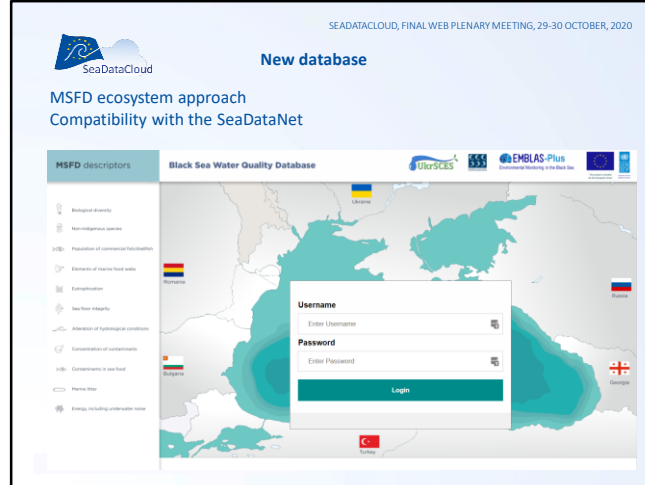 SEADATACLOUD, FINAL WEB PLENARY MEETING, 29-30 OCTOBER, 2020
SeaDataCloud
New database
MSFD ecosystem approach
Compatibility with the SeaDataNet
MSFD descriptors
Black Sea Water Quality Database
UkrSCES
EMBLAS-Plus
Environmental Monitoring in the Black Sea
Biological diversity
Non-indigenous species
Population of commercial fish/shellfish
Elements of marine food webs
Eutrophication
Sea floor integrity
Alteration of hydrological conditions
Concentration of contaminants
Contaminants in sea food
Marine litter
Energy, including underwater noise
Ukraine
Romania
Russia
Bulgaria
Georgia
Turkey
Username
Enter Username
Password
Enter Password
Login